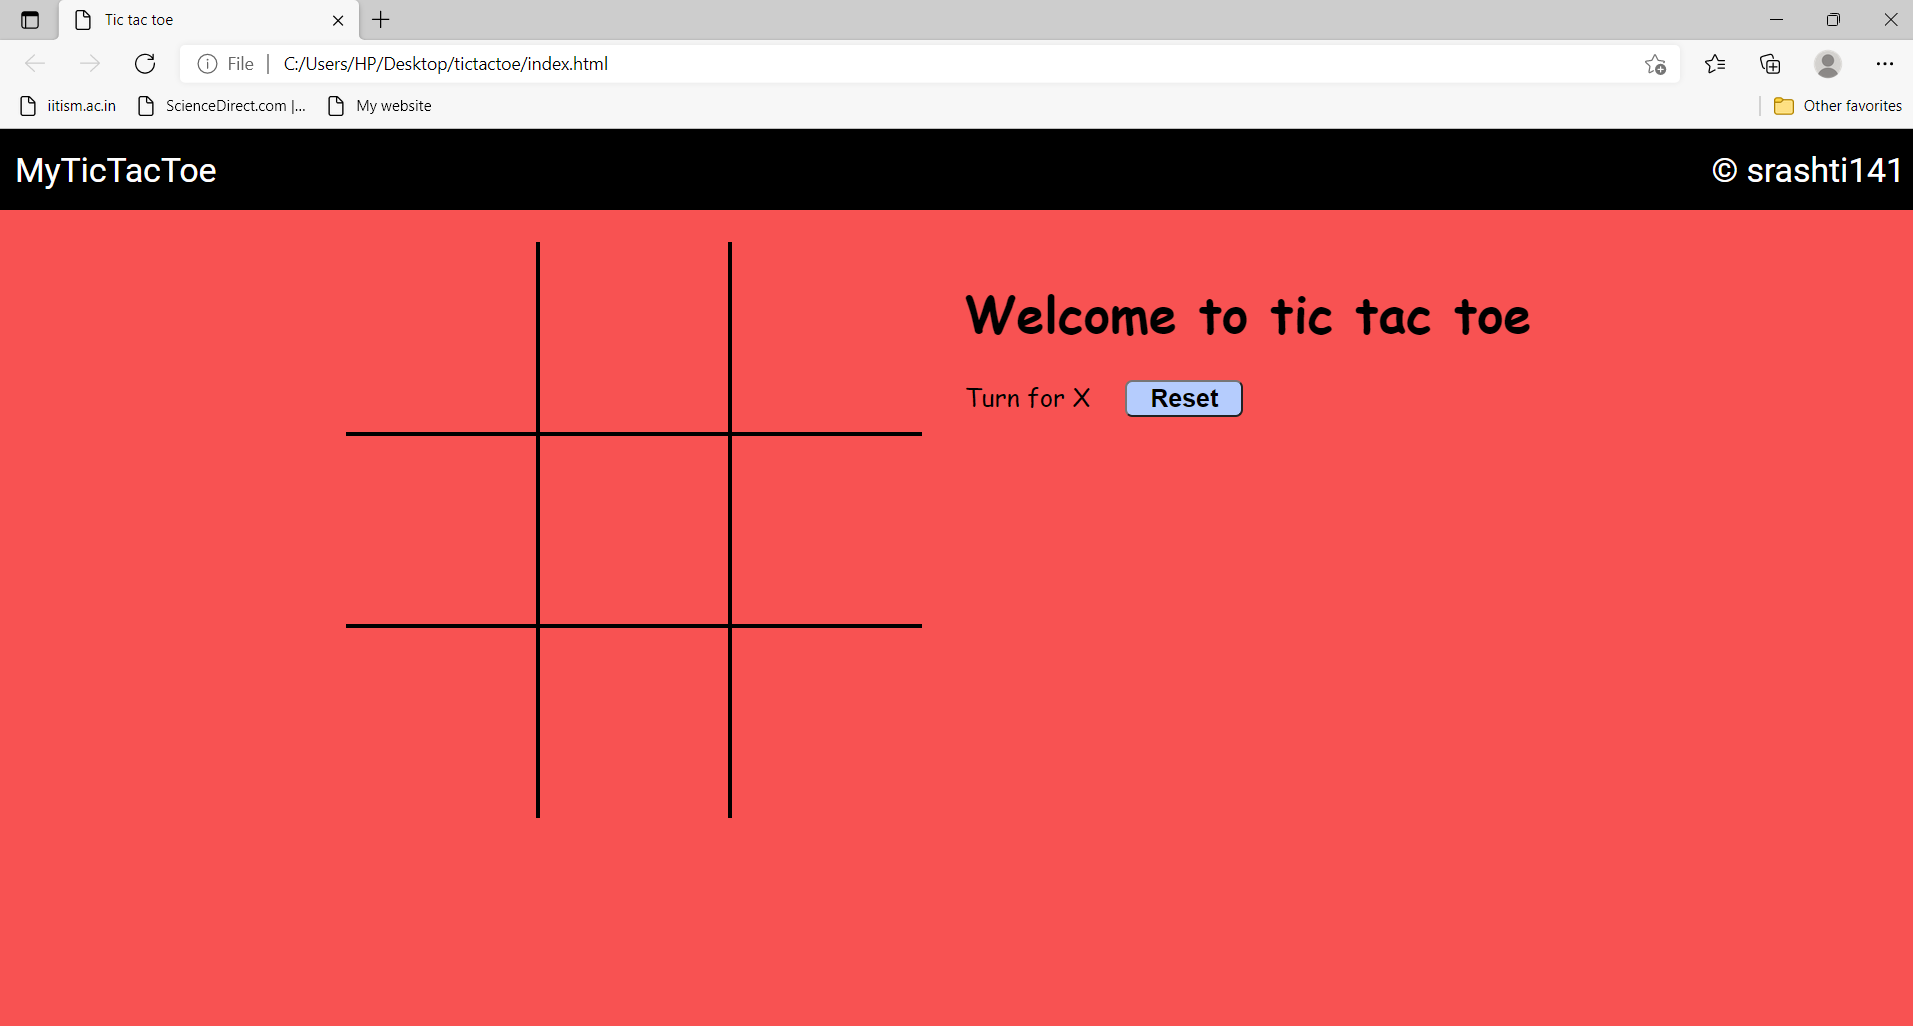 Tic tac toe
File
C:/Users/HP/Desktop/tictactoe/index.html
iitism.ac.in
ScienceDirect.com |...
My website
Other favorites
MyTicTacToe
© srashti141
Welcome to tic tac toe
Turn for X
Reset